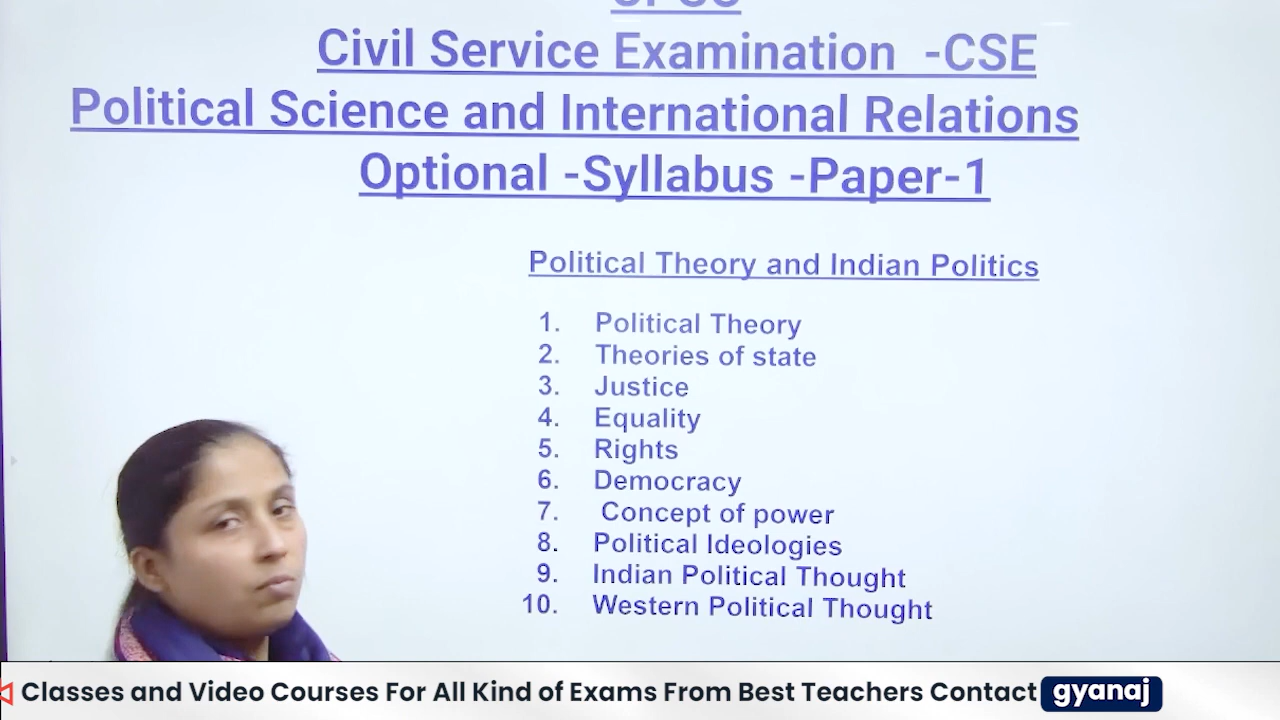 Civil Service Examination -CSE
Political Science and International Relations
Optional -Syllabus -Paper-1
Political Theory and Indian Politics
1. Political Theory
2. Theories of state
3. Justice
4. Equality
5. Rights
6. Democracy
7. Concept of power
8. Political Ideologies
9. Indian Political Thought
10. Western Political Thought
Classes and Video Courses For All Kind of Exams From Best Teachers Contact gyanaj